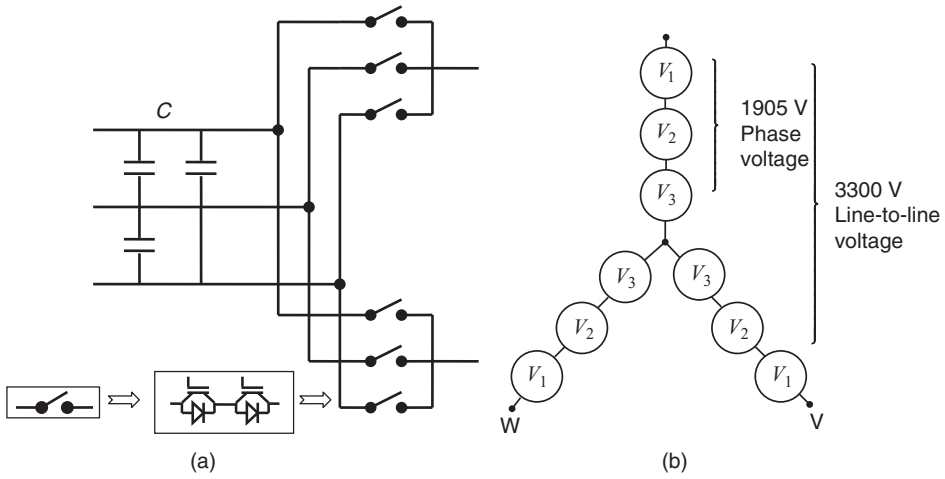 C
(a)
V1
V2
V3
1905 V
Phase
voltage
3300 V
Line-to-line
voltage
V3
V3
V2
V2
V1
V1
W
V
(b)